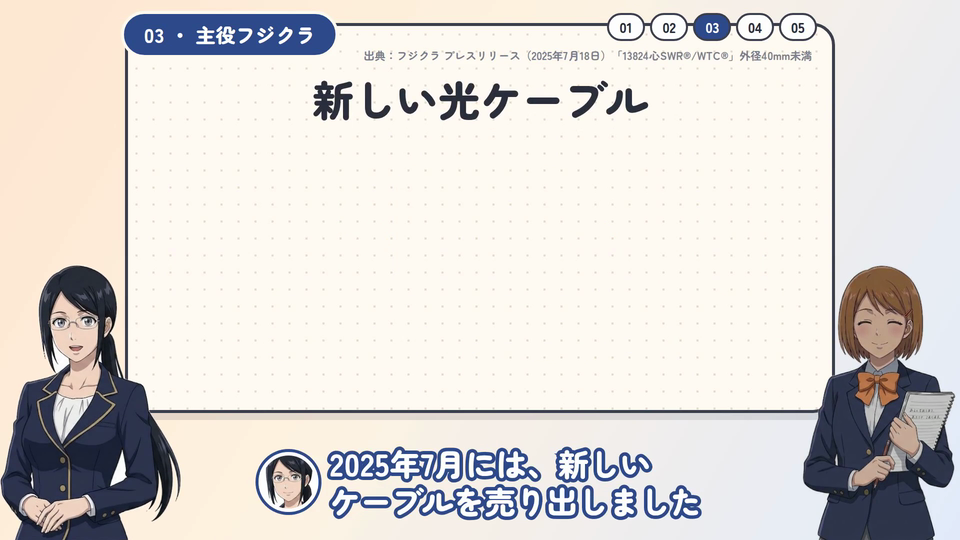 03 ・ 主役フジクラ
01 02 03 04 05
出典：フジクラ プレスリリース（2025年7月18日）「13824心SWR®/WTC®」外径40mm未満
新しい光ケーブル
2025年7月には、新しい
ケーブルを売り出しました